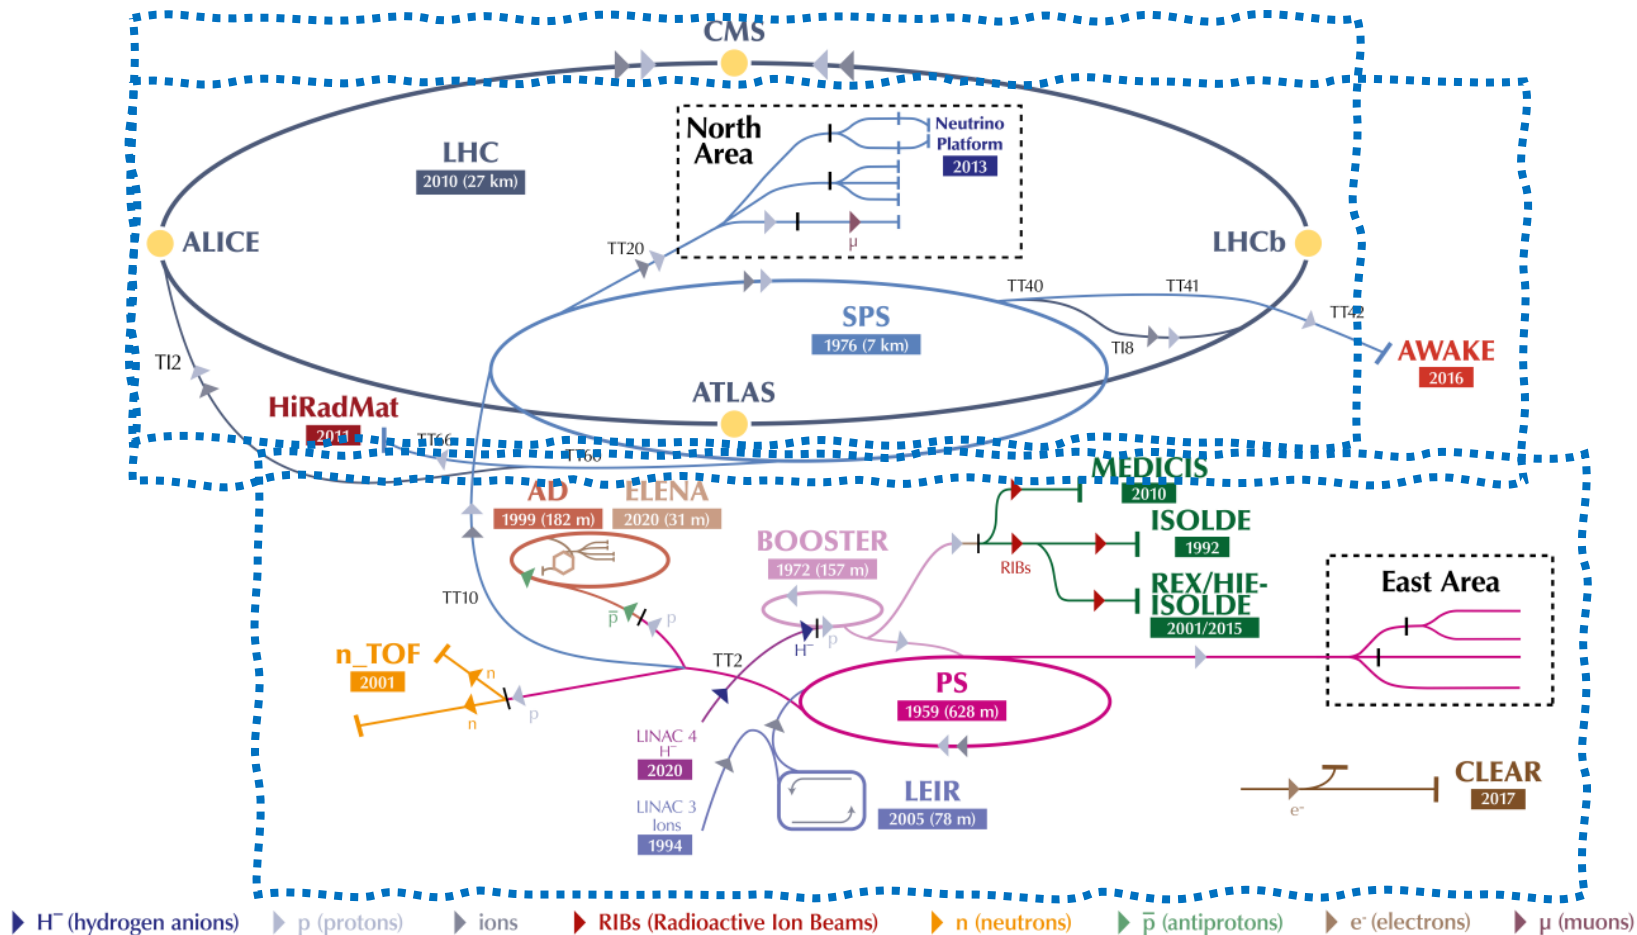 CMS
North
Area
Neutrino
Platform
2013
LHC
2010 (27 km)
ALICE
LHCb
μ
TT20
TT40
TT41
TT42
SPS
1976 (7 km)
TI8
TI2
AWAKE
2016
ATLAS
HiRadMat
2011
TT66
TT60
MEDICIS
2010
AD
1999 (182 m)
ELENA
2020 (31 m)
ISOLDE
1992
BOOSTER
1972 (157 m)
RIBs
REX/HIE-
ISOLDE
2001/2015
East Area
TT10
p̅
p
H⁻
p
n_TOF
2001
n
n
p
TT2
PS
1959 (628 m)
LINAC 4
H⁻
2020
LINAC 3
Ions
1994
LEIR
2005 (78 m)
CLEAR
2017
e⁻
H⁻ (hydrogen anions)
p (protons)
ions
RIBs (Radioactive Ion Beams)
n (neutrons)
p̅ (antiprotons)
e⁻ (electrons)
μ (muons)